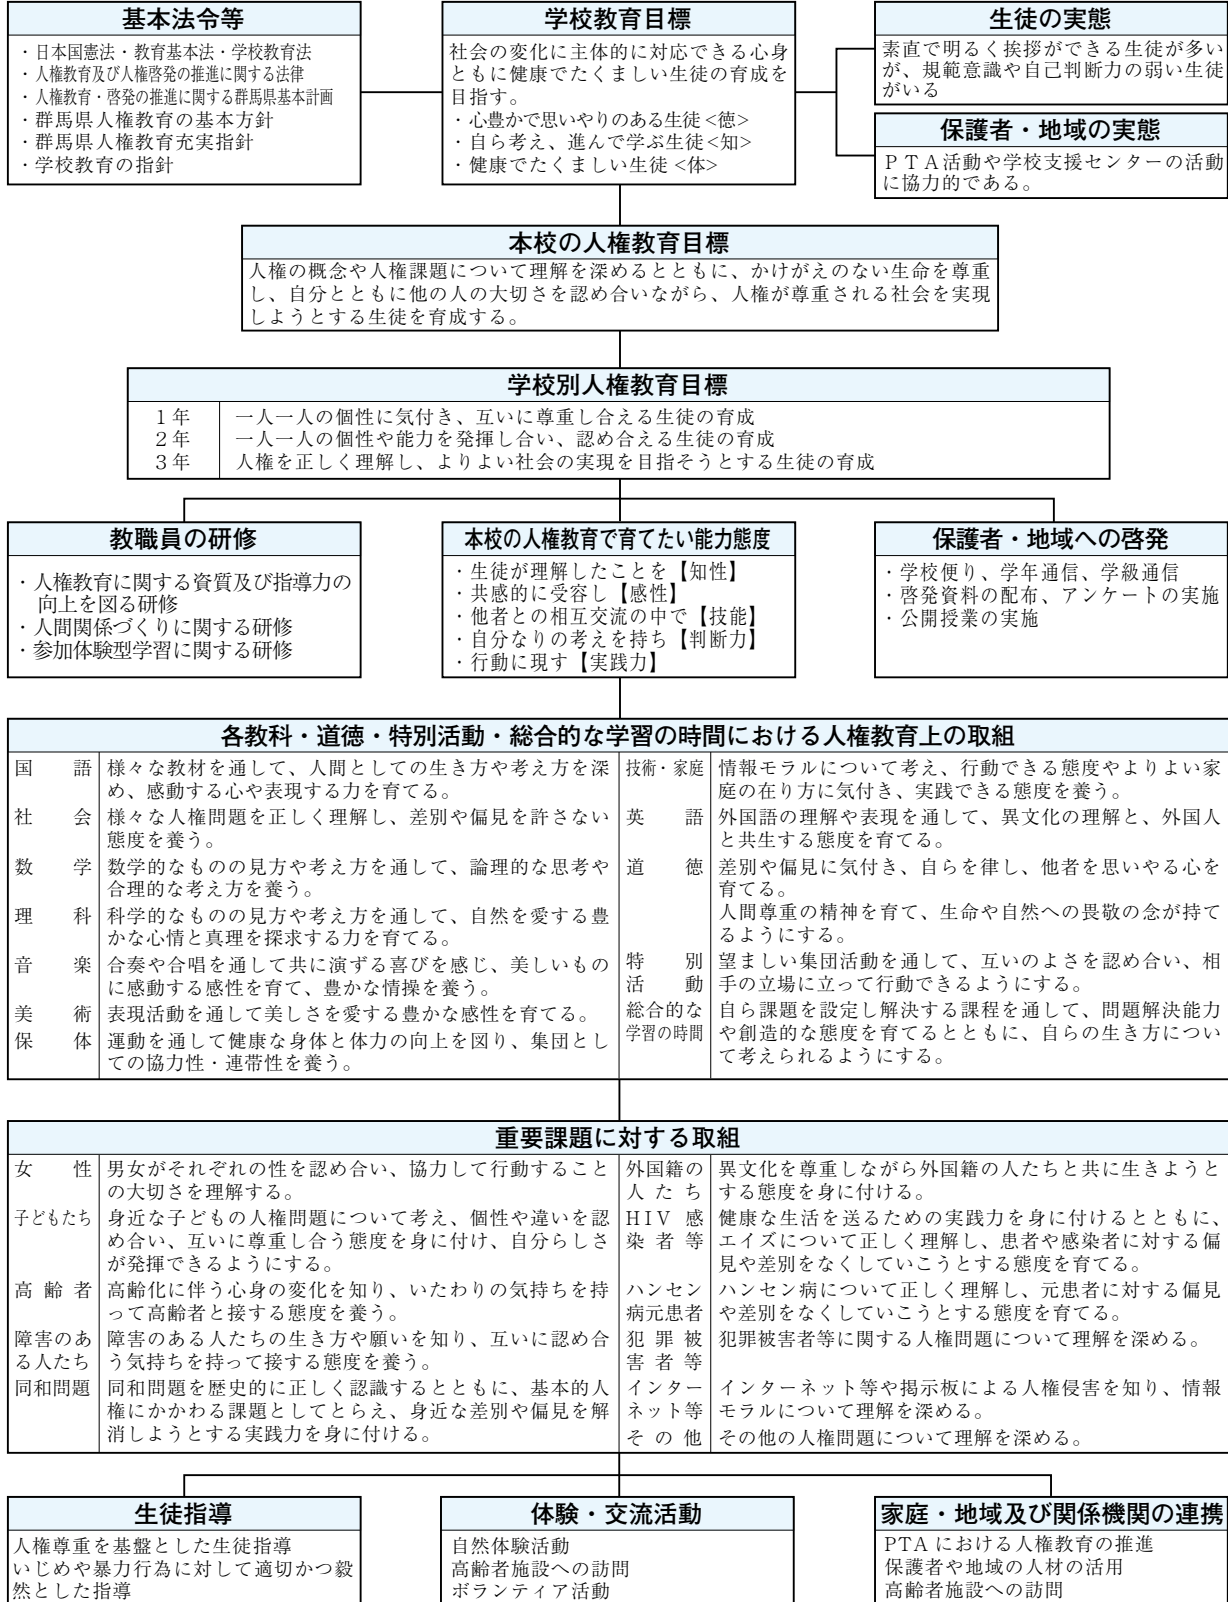 基本法令等
・日本国憲法・教育基本法・学校教育法
・人権教育及び人権啓発の推進に関する法律
・人権教育・啓発の推進に関する群馬県基本計画
・群馬県人権教育の基本方針
・群馬県人権教育充実指針
・学校教育の指針
学校教育目標
社会の変化に主体的に対応できる心身
ともに健康でたくましい生徒の育成を
目指す。
・心豊かで思いやりのある生徒<徳>
・自ら考え、進んで学ぶ生徒<知>
・健康でたくましい生徒<体>
生徒の実態
素直で明るく挨拶ができる生徒が多い
が、規範意識や自己判断力の弱い生徒
がいる
保護者・地域の実態
ＰＴＡ活動や学校支援センターの活動
に協力的である。
本校の人権教育目標
人権の概念や人権課題について理解を深めるとともに、かけがえのない生命を尊重
し、自分とともに他の人の大切さを認め合いながら、人権が尊重される社会を実現
しようとする生徒を育成する。
学校別人権教育目標
１年 一人一人の個性に気付き、互いに尊重し合える生徒の育成
２年 一人一人の個性や能力を発揮し合い、認め合える生徒の育成
３年 人権を正しく理解し、よりよい社会の実現を目指そうとする生徒の育成
教職員の研修
・人権教育に関する資質及び指導力の
向上を図る研修
・人間関係づくりに関する研修
・参加体験型学習に関する研修
本校の人権教育で育てたい能力態度
・生徒が理解したことを【知性】
・共感的に受容し【感性】
・他者との相互交流の中で【技能】
・自分なりの考えを持ち【判断力】
・行動に現す【実践力】
保護者・地域への啓発
・学校便り、学年通信、学級通信
・啓発資料の配布、アンケートの実施
・公開授業の実施
各教科・道徳・特別活動・総合的な学習の時間における人権教育上の取組
国語 様々な教材を通して、人間としての生き方や考え方を深
め、感動する心や表現する力を育てる。
社会 様々な人権問題を正しく理解し、差別や偏見を許さない
態度を養う。
数学 数学的なものの見方や考え方を通して、論理的な思考や
合理的な考え方を養う。
理科 科学的なものの見方や考え方を通して、自然を愛する豊
かな心情と真理を探求する力を育てる。
音楽 合奏や合唱を通して共に演ずる喜びを感じ、美しいもの
に感動する感性を育て、豊かな情操を養う。
美術 表現活動を通して美しさを愛する豊かな感性を育てる。
保体 運動を通して健康な身体と体力の向上を図り、集団とし
ての協力性・連帯性を養う。
技術・家庭 情報モラルについて考え、行動できる態度やよりよい家
庭の在り方に気付き、実践できる態度を養う。
英語 外国語の理解や表現を通して、異文化の理解と、外国人
と共生する態度を育てる。
道徳 差別や偏見に気付き、自らを律し、他者を思いやる心を
育てる。
人間尊重の精神を育て、生命や自然への畏敬の念が持て
るようにする。
特別 望ましい集団活動を通して、互いのよさを認め合い、相
活動 手の立場に立って行動できるようにする。
総合的な 自ら課題を設定し解決する課程を通して、問題解決能力
学習の時間 や創造的な態度を育てるとともに、自らの生き方につい
て考えられるようにする。
重要課題に対する取組
女性 男女がそれぞれの性を認め合い、協力して行動すること
の大切さを理解する。
子どもたち 身近な子どもの人権問題について考え、個性や違いを認
め合い、互いに尊重し合う態度を身に付け、自分らしさ
が発揮できるようにする。
高齢者 高齢化に伴う心身の変化を知り、いたわりの気持ちを持
って高齢者と接する態度を養う。
障害のあ 障害のある人たちの生き方や願いを知り、互いに認め合
る人たち う気持ちを持って接する態度を養う。
同和問題 同和問題を歴史的に正しく認識するとともに、基本的人
権にかかわる課題としてとらえ、身近な差別や偏見を解
消しようとする実践力を身に付ける。
外国籍の 異文化を尊重しながら外国籍の人たちと共に生きようと
人たち する態度を身に付ける。
HIV感 健康な生活を送るための実践力を身に付けるとともに、
染者等 エイズについて正しく理解し、患者や感染者に対する偏
見や差別をなくしていこうとする態度を育てる。
ハンセン ハンセン病について正しく理解し、元患者に対する偏見
病元患者 や差別をなくしていこうとする態度を育てる。
犯罪被 犯罪被害者等に関する人権問題について理解を深める。
害者等
インター インターネット等や掲示板による人権侵害を知り、情報
ネット等 モラルについて理解を深める。
その他 その他の人権問題について理解を深める。
生徒指導
人権尊重を基盤とした生徒指導
いじめや暴力行為に対して適切かつ毅
然とした指導
体験・交流活動
自然体験活動
高齢者施設への訪問
ボランティア活動
家庭・地域及び関係機関の連携
PTAにおける人権教育の推進
保護者や地域の人材の活用
高齢者施設への訪問